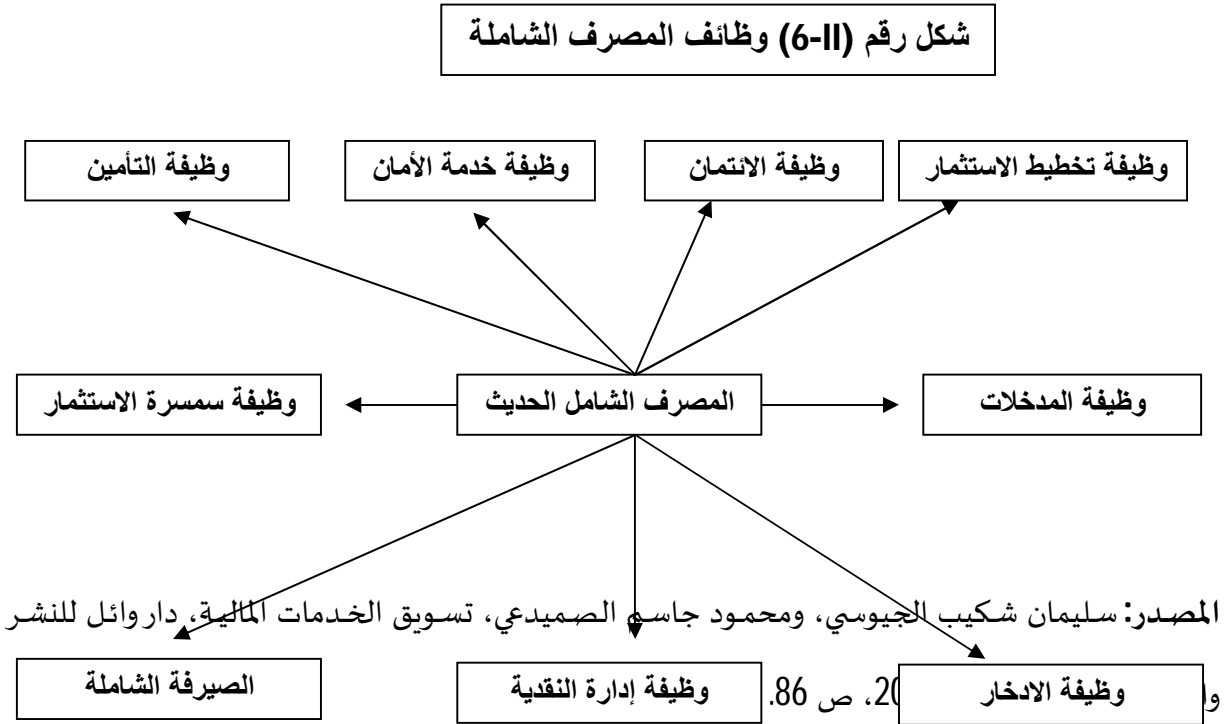 شكل رقم (6-II) وظائف المصرف الشاملة
وظيفة تخطيط الاستثمار
وظيفة الائتمان
وظيفة خدمة الأمان
وظيفة التأمين
وظيفة المدخلات
المصرف الشامل الحديث
وظيفة سمسرة الاستثمار
المصدر: سليمان شكيب الجيوسي، ومحمود جاسم الصميدعي، تسويق الخدمات المالية، دار وائل للنشر
ص 86.
وظيفة الادخار
وظيفة إدارة النقدية
الصيرفة الشاملة